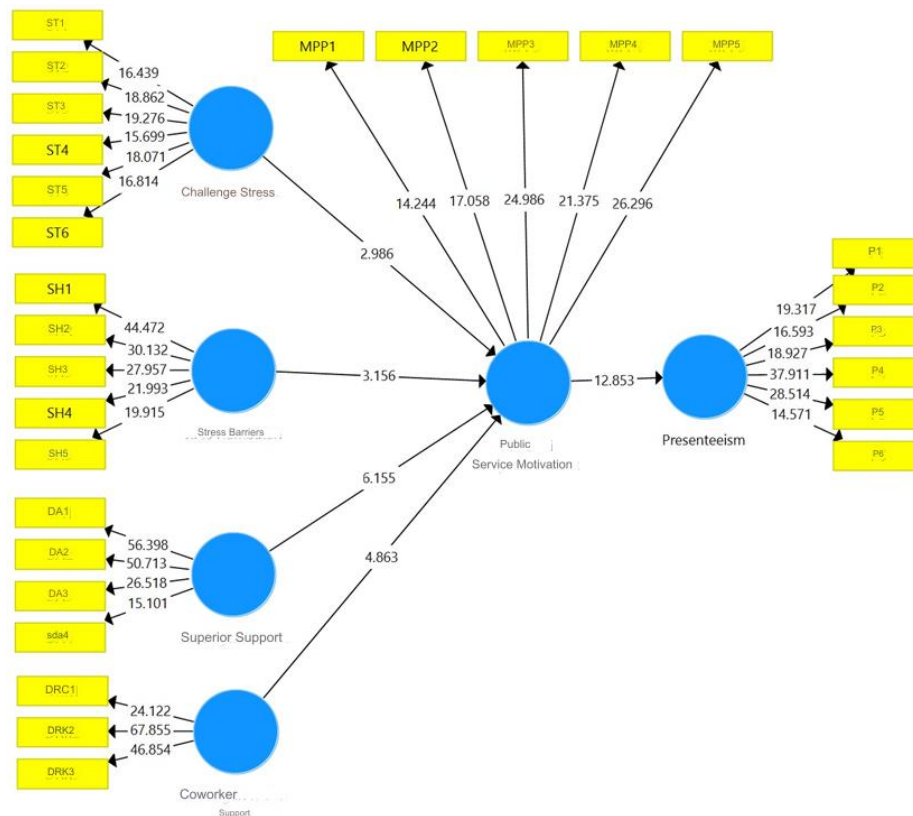 ST1
ST2
ST3
ST4
ST5
ST6
16.439
18.862
19.276
15.699
18.071
16.814
Challenge Stress
MPP1
MPP2
MPP3
MPP4
MPP5
14.244
17.058
24.986
21.375
26.296
2.986
SH1
SH2
SH3
SH4
SH5
44.472
30.132
27.957
21.993
19.915
Stress Barriers
3.156
Public
Service Motivation
12.853
Presenteeism
P1
P2
P3
P4
P5
P6
19.317
16.593
18.927
37.911
28.514
14.571
DA1
DA2
DA3
sda4
56.398
50.713
26.518
15.101
Superior Support
6.155
4.863
DRC1
DRK2
DRK3
24.122
67.855
46.854
Coworker
Support